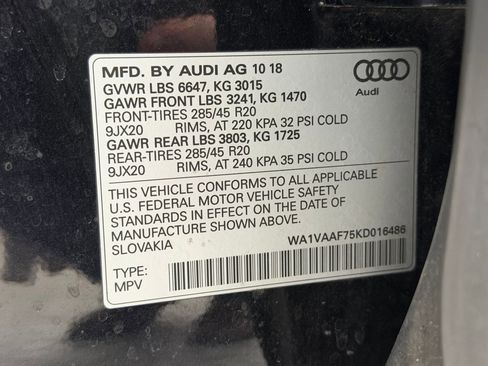 MFD. BY AUDI AG 10 18
GVWR LBS 6647, KG 3015
GAWR FRONT LBS 3241, KG 1470
FRONT-TIRES 285/45 R20
9JX20 RIMS, AT 220 KPA 32 PSI COLD
GAWR REAR LBS 3803, KG 1725
REAR-TIRES 285/45 R20
9JX20 RIMS, AT 240 KPA 35 PSI COLD
THIS VEHICLE CONFORMS TO ALL APPLICABLE
U.S. FEDERAL MOTOR VEHICLE SAFETY
STANDARDS IN EFFECT ON THE DATE OF
MANUFACTURE SHOWN ABOVE.
SLOVAKIA
WA1VAAF75KD016486
TYPE:
MPV
Audi